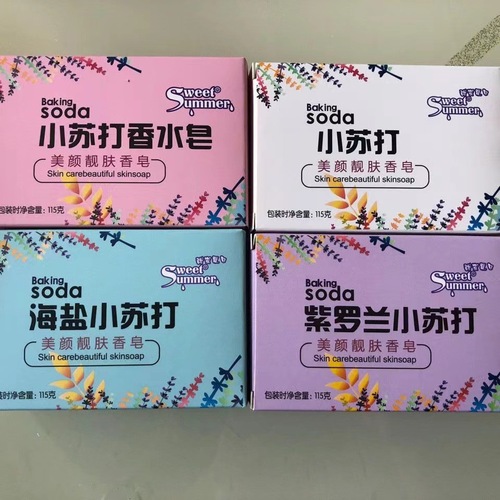 Baking
soda
Sweet
Summer
小苏打香水皂
美颜靓肤香皂
Skin carebeautiful skinsoap
包装时净含量：115克
Baking
soda
Sweet
Summer
小苏打
美颜靓肤香皂
Skin carebeautiful skinsoap
包装时净含量：115克
Baking
soda
Sweet
Summer
海盐小苏打
美颜靓肤香皂
Skin carebeautiful skinsoap
装时净含量：115克
Baking
soda
Sweet
Summer
紫罗兰小苏打
美颜靓肤香皂
Skin carebeautiful skinsoap
包装时净含量：115克